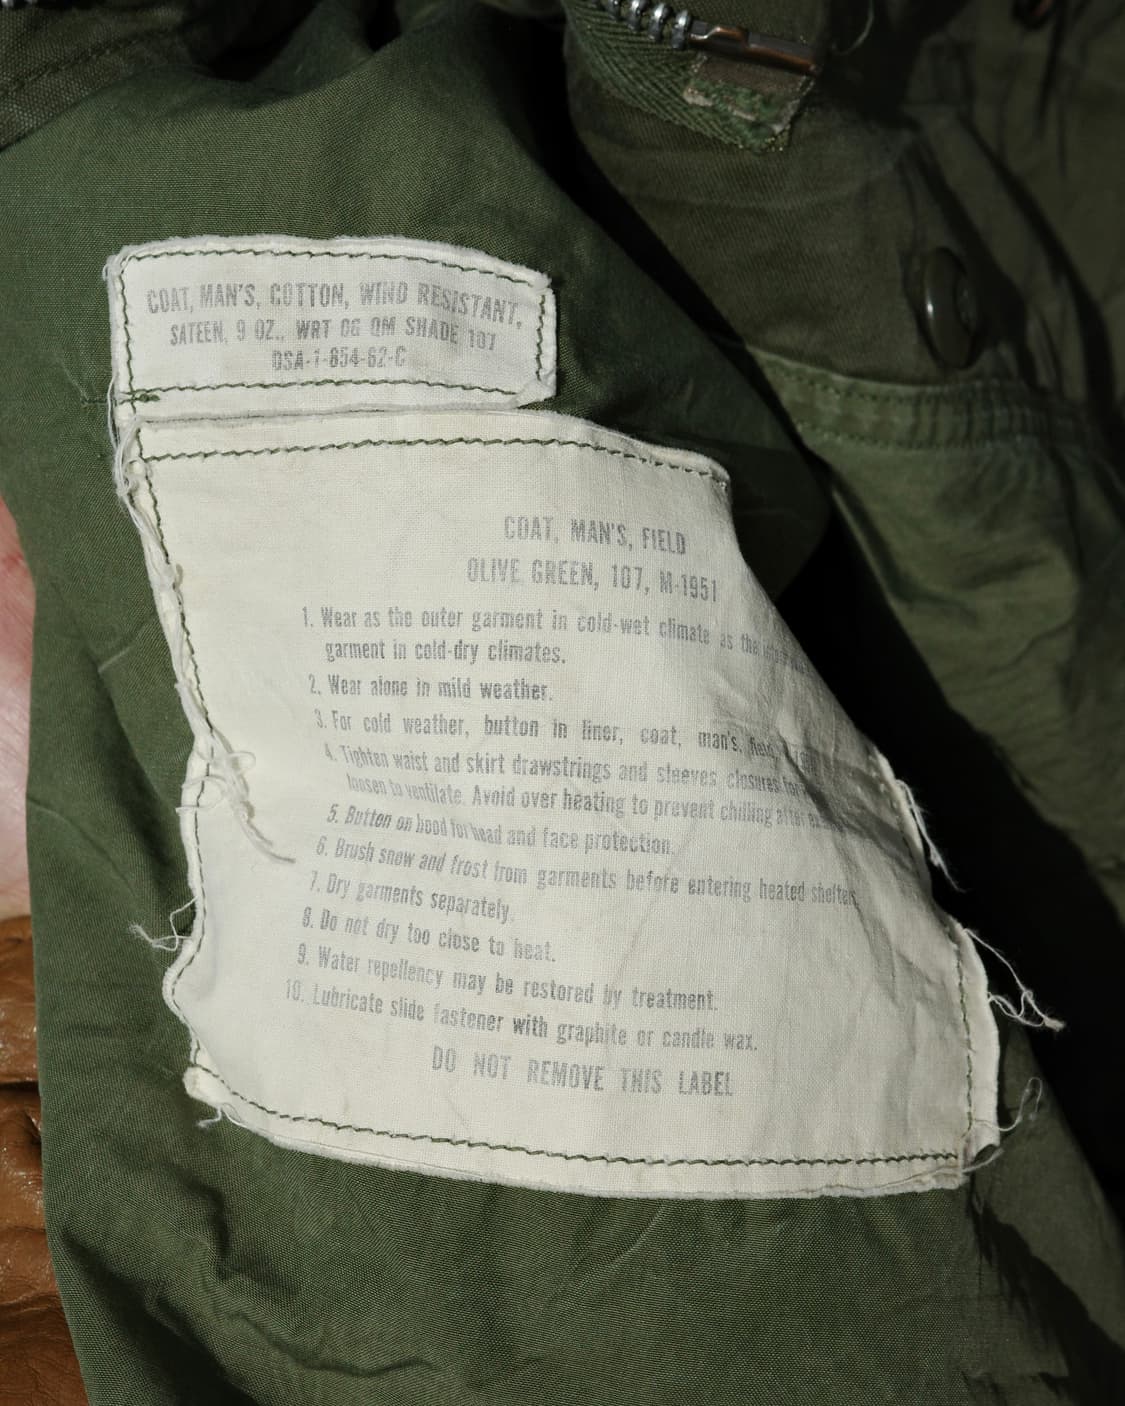 COAT, MAN'S, COTTON, WIND RESISTANT,
SATEEN, 9 OZ., WRT OG QM SHADE 107
DSA-1-854-62-C
COAT, MAN'S, FIELD
OLIVE GREEN, 107, M-1951
1. Wear as the outer garment in cold-wet climate as the
garment in cold-dry climates.
2. Wear alone in mild weather.
3. For cold weather, button in liner, coat, man's, field,
4. Tighten waist and skirt drawstrings and sleeves closures for
loosen to ventilate. Avoid over heating to prevent chilling after
5. Button on hood for head and face protection.
6. Brush snow and frost from garments before entering heated shelter.
7. Dry garments separately.
8. Do not dry too close to heat.
9. Water repellency may be restored by treatment.
10. Lubricate slide fastener with graphite or candle wax.
DO NOT REMOVE THIS LABEL